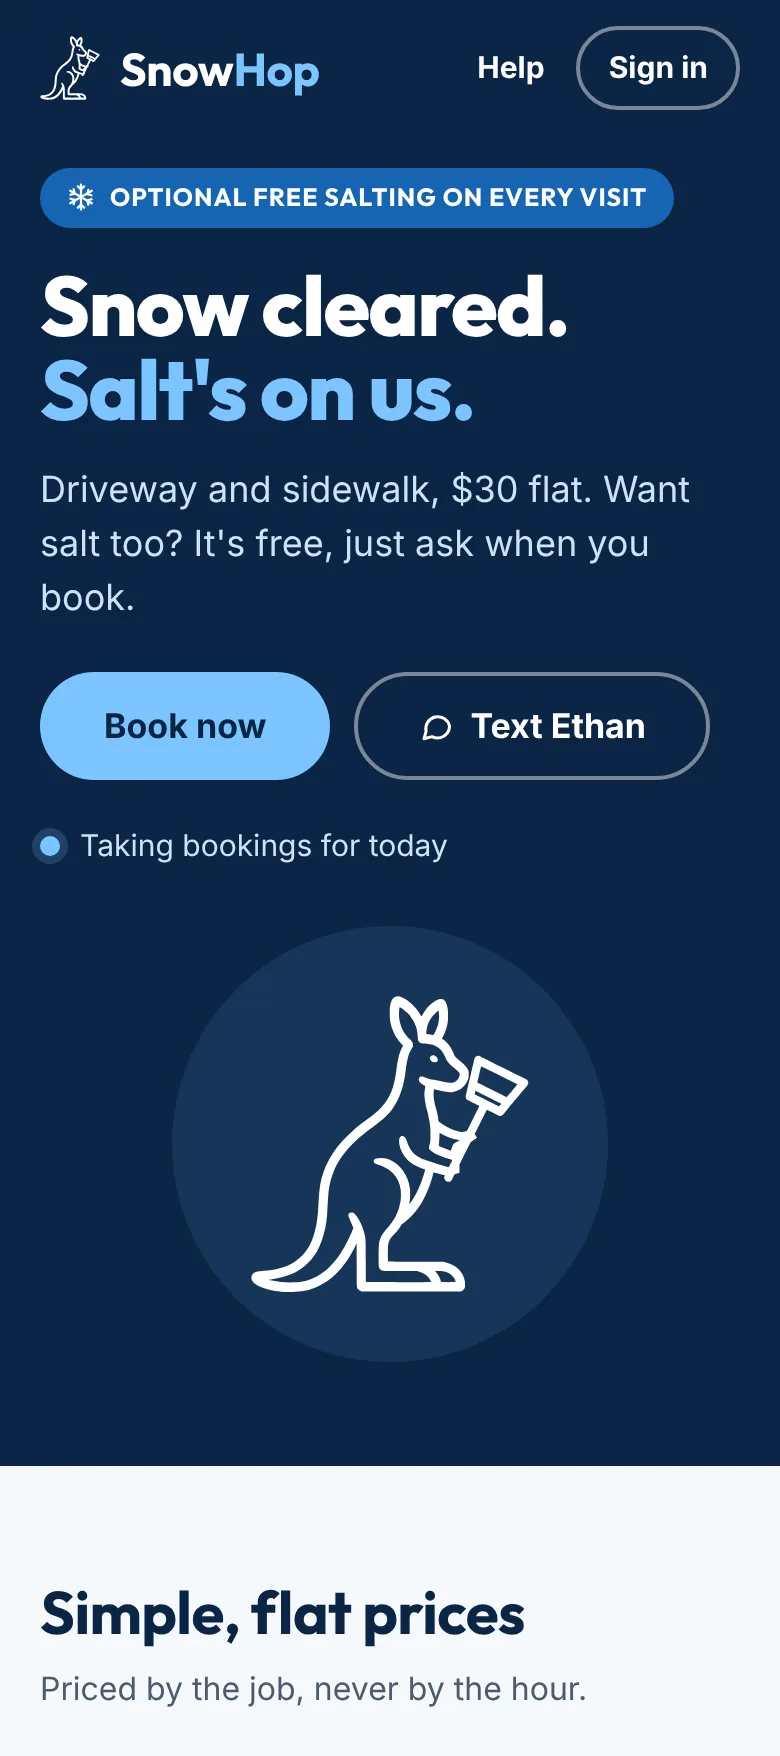 SnowHop
Help
Sign in
OPTIONAL FREE SALTING ON EVERY VISIT
Snow cleared.
Salt's on us.
Driveway and sidewalk, $30 flat. Want
salt too? It's free, just ask when you
book.
Book now
Text Ethan
Taking bookings for today
Simple, flat prices
Priced by the job, never by the hour.